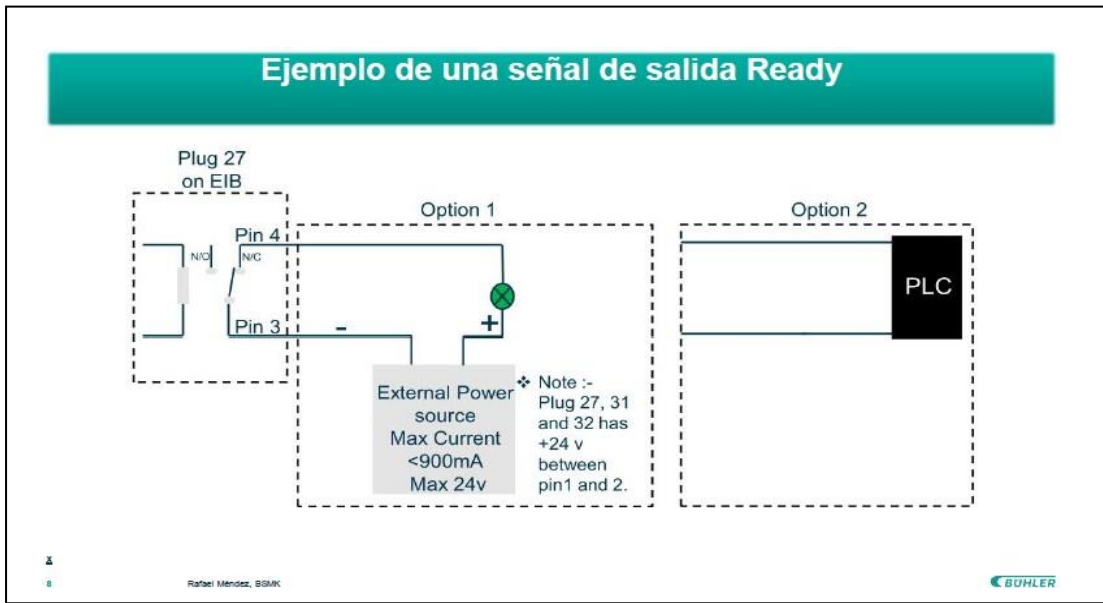 Ejemplo de una señal de salida Ready
Plug 27
on EIB
Option 1
Option 2
Pin 4
N/O
N/C
PLC
Pin 3
-
+
External Power
source
Max Current
<900mA
Max 24v
❖ Note :-
Plug 27, 31
and 32 has
+24 v
between
pin1 and 2.
8
Rafael Méndez, BSMK
BÜHLER